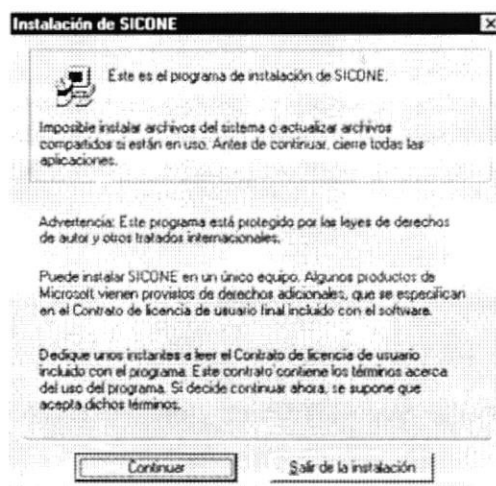 Instalación de SICONE
Este es el programa de instalación de SICONE.
Imposible instalar archivos del sistema o actualizar archivos
compartidos si están en uso. Antes de continuar, cierre todas las
aplicaciones.
Advertencia: Este programa está protegido por las leyes de derechos
de autor y otros tratados internacionales.
Puede instalar SICONE en un único equipo. Algunos productos de
Microsoft vienen provistos de derechos adicionales, que se especifican
en el Contrato de licencia de usuario final incluido con el software.
Dedique unos instantes a leer el Contrato de licencia de usuario
incluido con el programa. Este contrato contiene los términos acerca
del uso del programa. Si decide continuar ahora, se supone que
acepta dichos términos.
Continuar
Salir de la instalación